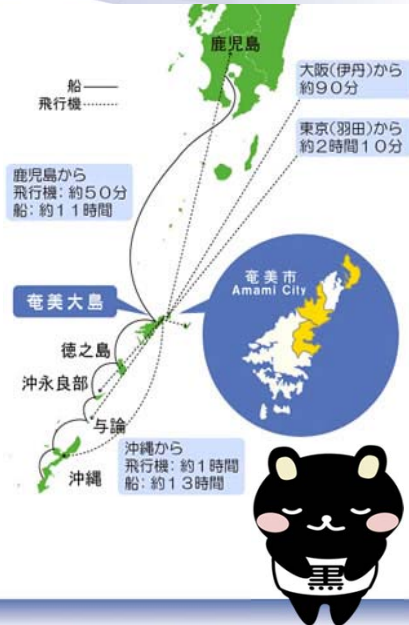 鹿児島
船
飛行機
大阪(伊丹)から
約90分
東京(羽田)から
約2時間10分
鹿児島から
飛行機:約50分
船:約11時間
奄美市
Amami City
奄美大島
徳之島
沖永良部
与論
沖縄
沖縄から
飛行機:約1時間
船:約13時間
黒